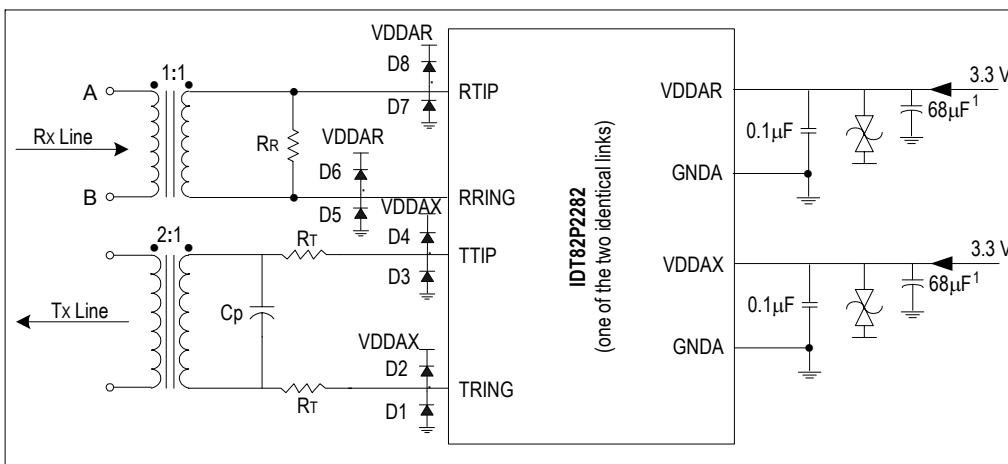 VDDAR
D8
D7
1:1
A
Rx Line
B
RR
VDDAR
D6
D5
RTIP
RRING
VDDAX
D4
D3
2:1
RT
TTIP
Tx Line
Cp
VDDAX
D2
D1
RT
TRING
IDT82P2282
(one of the two identical links)
VDDAR
3.3 V
0.1μF
68μF1
GNDA
VDDAX
3.3 V
0.1μF
68μF1
GNDA